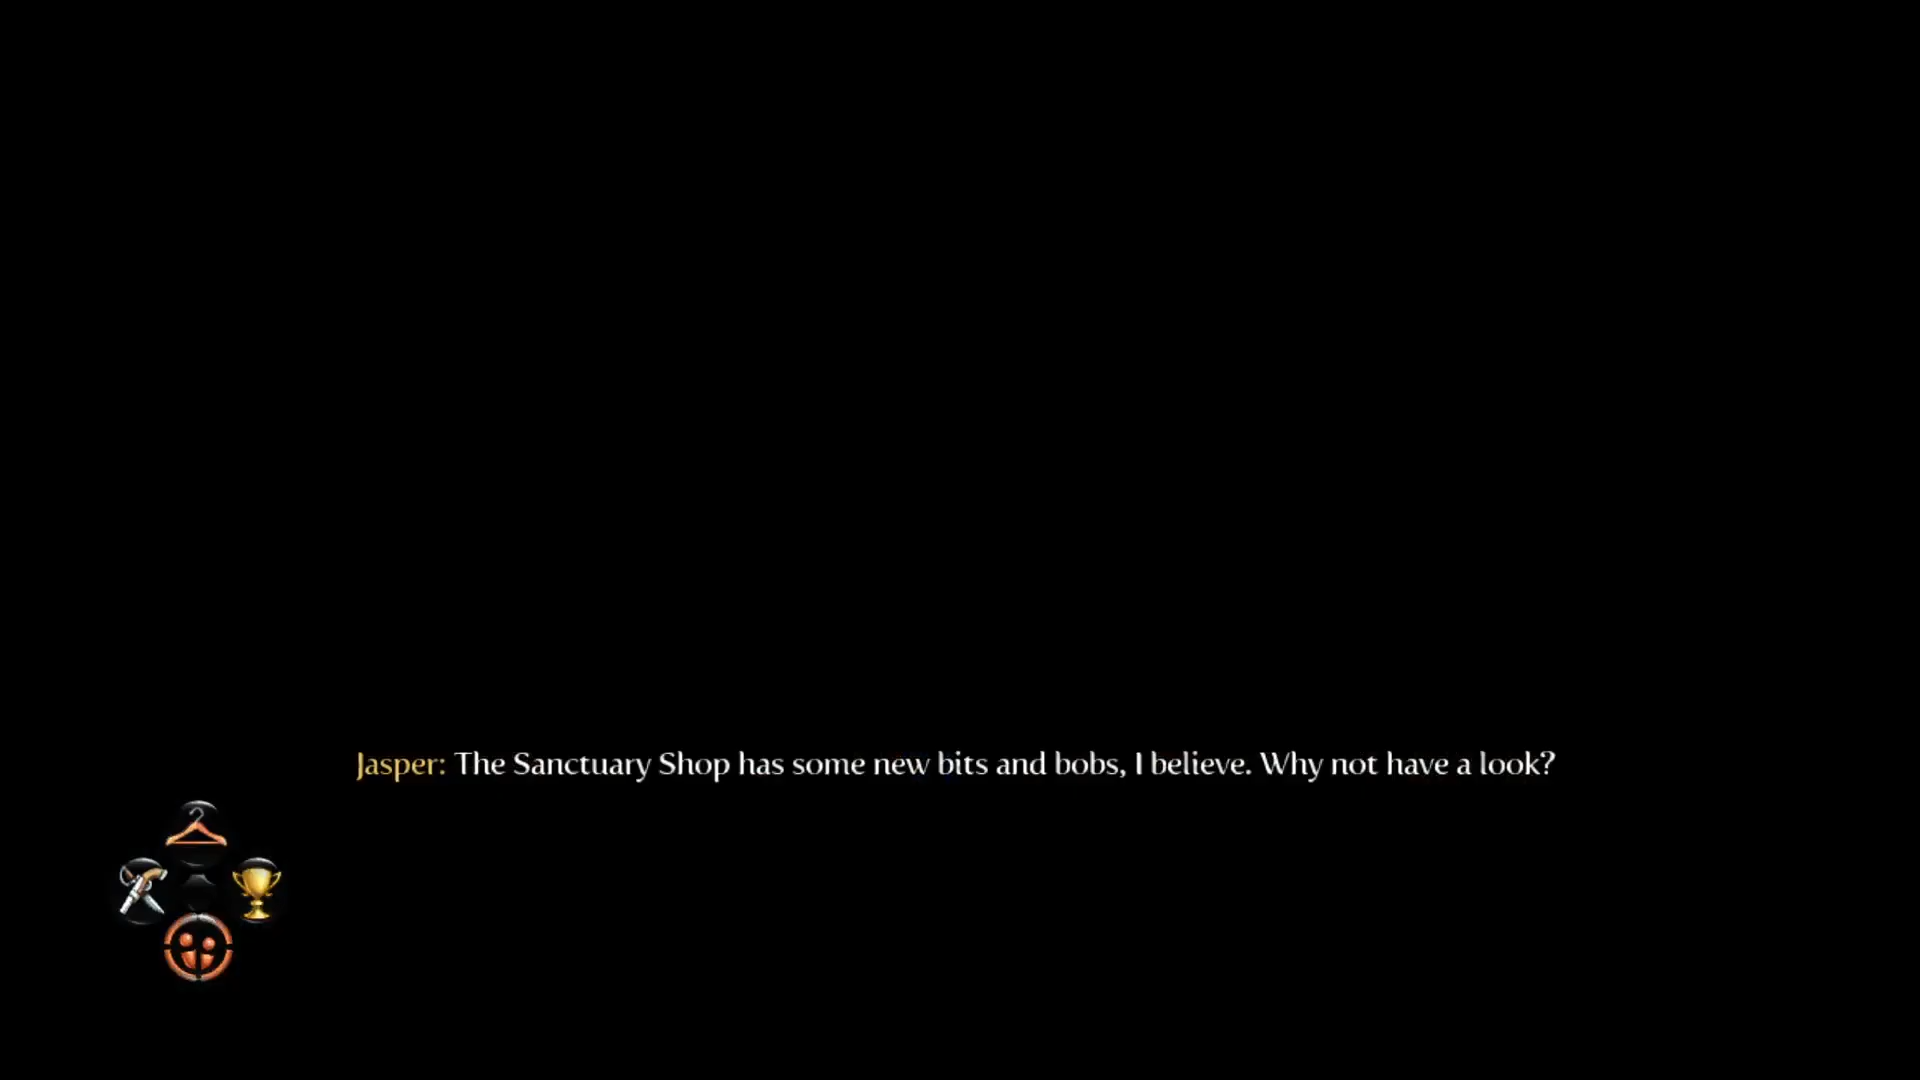 Jasper: The Sanctuary Shop has some new bits and bobs, I believe. Why not have a look?